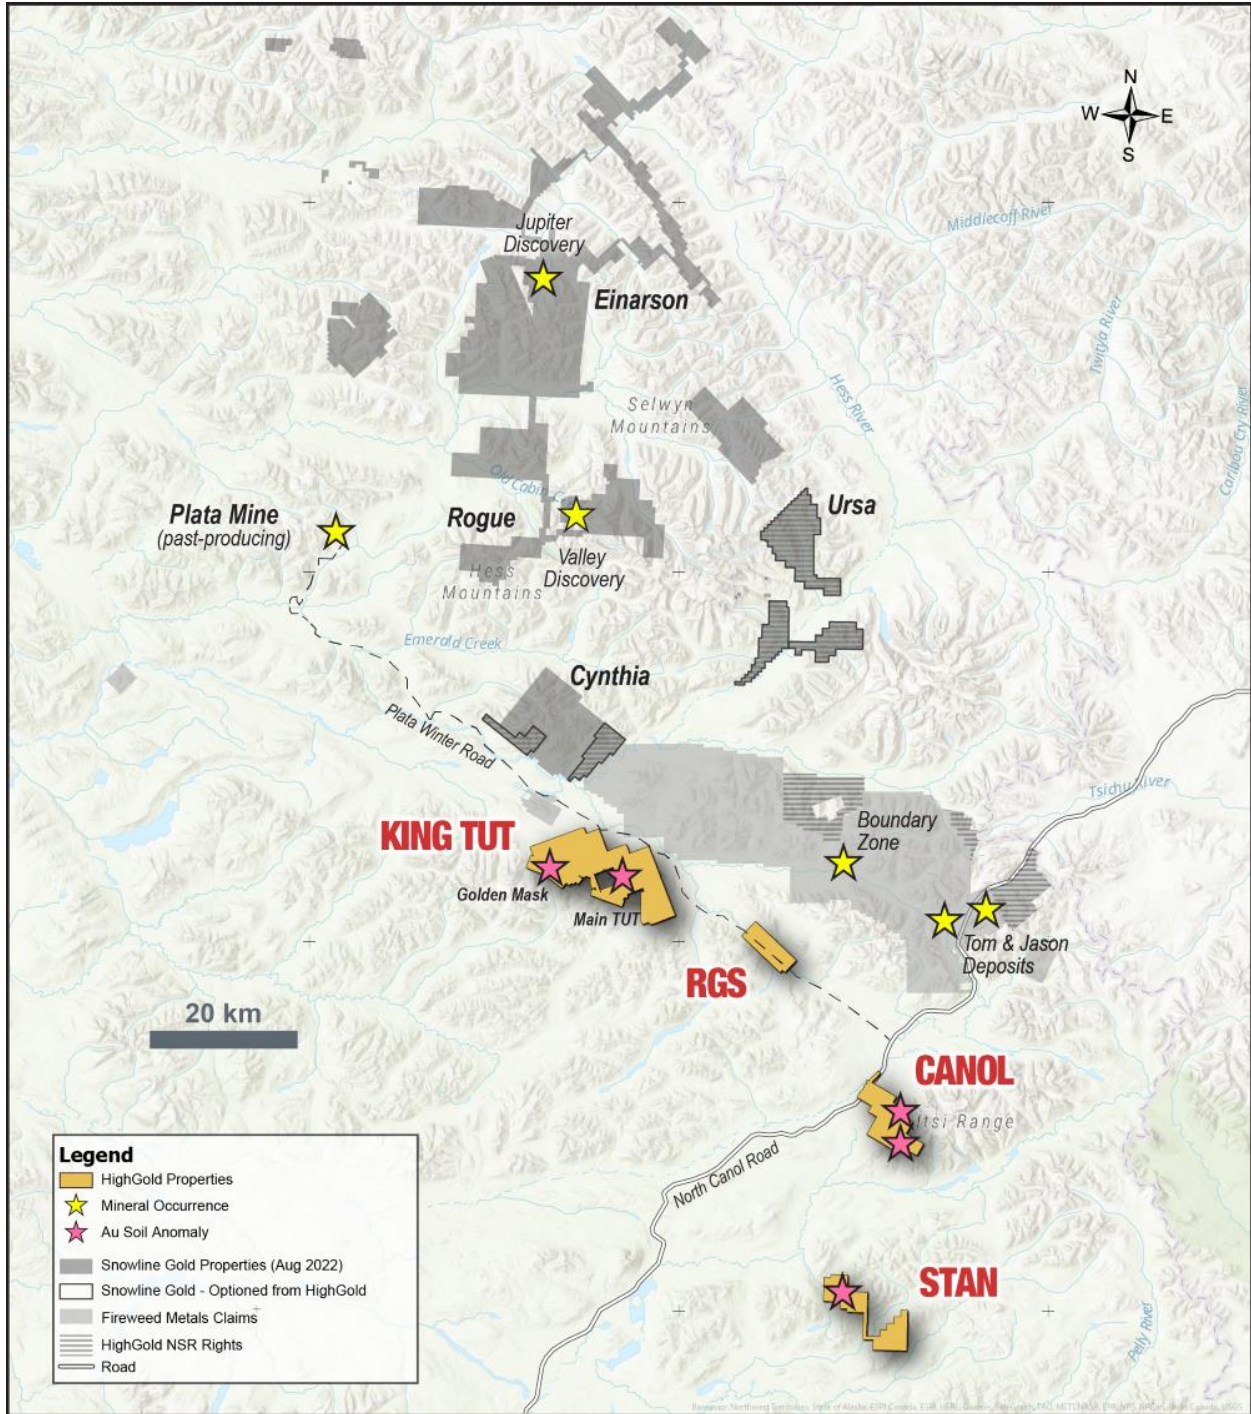 N
W
E
S
Middlecoff River
Jupiter
Discovery
Einarson
Twitya River
Hess River
Caribou Cry River
Selwyn
Mountains
Old Cabin
Plata Mine
(past-producing)
Rogue
Ursa
Valley
Discovery
Hess
Mountains
Emerald Creek
Cynthia
Plata Winter Road
Tsichu River
Boundary
Zone
KING TUT
Golden Mask
Main TUT
Tom & Jason
Deposits
RGS
20 km
CANOL
Itsi Range
North Canol Road
STAN
Pelly River
Legend
HighGold Properties
Mineral Occurrence
Au Soil Anomaly
Snowline Gold Properties (Aug 2022)
Snowline Gold - Optioned from HighGold
Fireweed Metals Claims
HighGold NSR Rights
Road